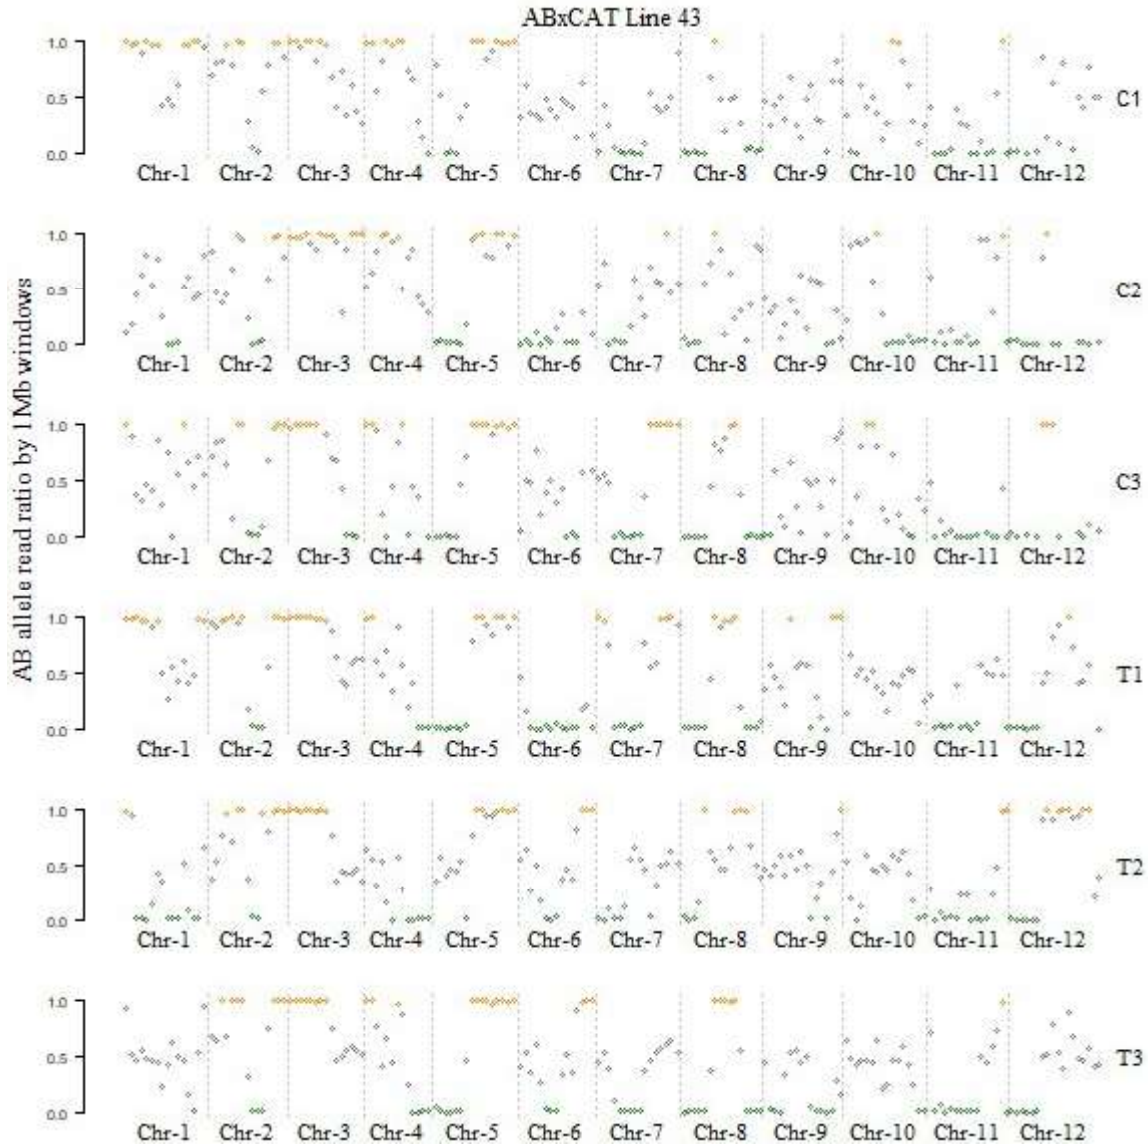 ABxCAT Line 43
AB allele read ratio by 1Mb windows
1.0
0.5
0.0
C1
Chr-1 Chr-2 Chr-3 Chr-4 Chr-5 Chr-6 Chr-7 Chr-8 Chr-9 Chr-10 Chr-11 Chr-12
1.0
0.5
0.0
C2
Chr-1 Chr-2 Chr-3 Chr-4 Chr-5 Chr-6 Chr-7 Chr-8 Chr-9 Chr-10 Chr-11 Chr-12
1.0
0.5
0.0
C3
Chr-1 Chr-2 Chr-3 Chr-4 Chr-5 Chr-6 Chr-7 Chr-8 Chr-9 Chr-10 Chr-11 Chr-12
1.0
0.5
0.0
T1
Chr-1 Chr-2 Chr-3 Chr-4 Chr-5 Chr-6 Chr-7 Chr-8 Chr-9 Chr-10 Chr-11 Chr-12
1.0
0.5
0.0
T2
Chr-1 Chr-2 Chr-3 Chr-4 Chr-5 Chr-6 Chr-7 Chr-8 Chr-9 Chr-10 Chr-11 Chr-12
1.0
0.5
0.0
T3
Chr-1 Chr-2 Chr-3 Chr-4 Chr-5 Chr-6 Chr-7 Chr-8 Chr-9 Chr-10 Chr-11 Chr-12